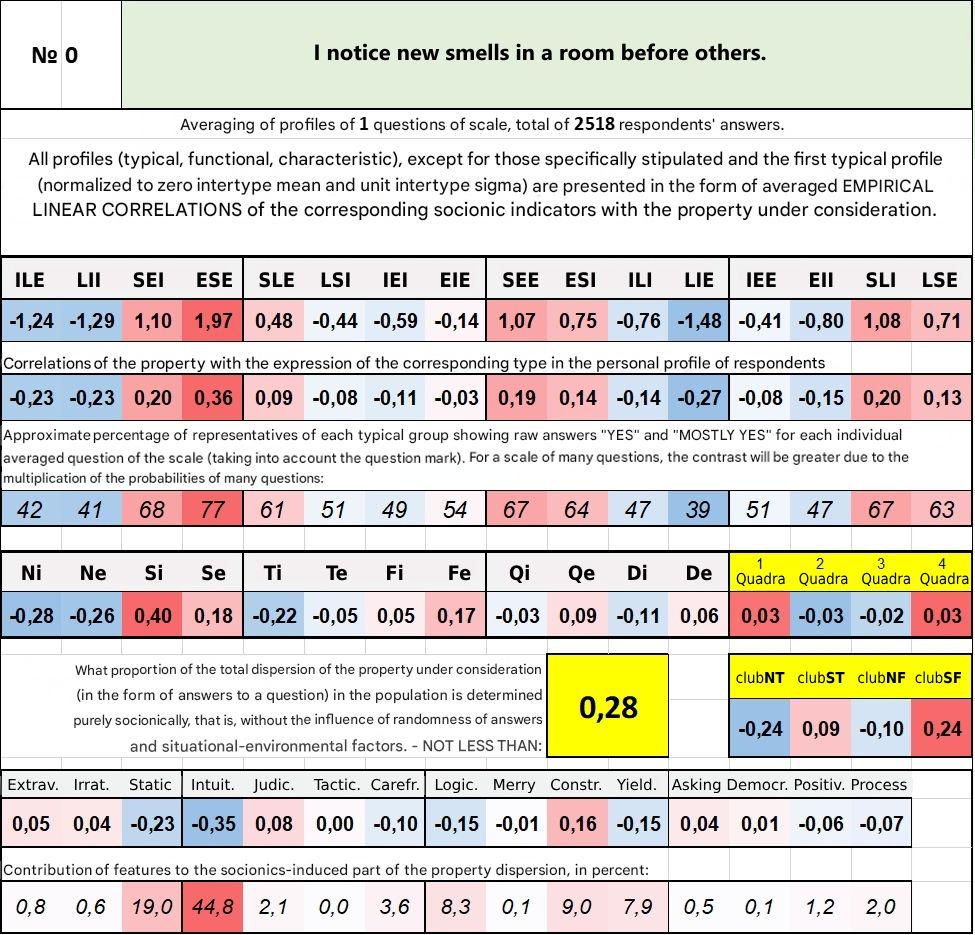 № 0
I notice new smells in a room before others.
Averaging of profiles of 1 questions of scale, total of 2518 respondents' answers.
All profiles (typical, functional, characteristic), except for those specifically stipulated and the first typical profile
(normalized to zero intertype mean and unit intertype sigma) are presented in the form of averaged EMPIRICAL
LINEAR CORRELATIONS of the corresponding socionic indicators with the property under consideration.
ILE LII SEI ESE SLE LSI IEI EIE SEE ESI ILI LIE IEE EII SLI LSE
-1,24 -1,29 1,10 1,97 0,48 -0,44 -0,59 -0,14 1,07 0,75 -0,76 -1,48 -0,41 -0,80 1,08 0,71
Correlations of the property with the expression of the corresponding type in the personal profile of respondents
-0,23 -0,23 0,20 0,36 0,09 -0,08 -0,11 -0,03 0,19 0,14 -0,14 -0,27 -0,08 -0,15 0,20 0,13
Approximate percentage of representatives of each typical group showing raw answers "YES" and "MOSTLY YES" for each individual
averaged question of the scale (taking into account the question mark). For a scale of many questions, the contrast will be greater due to the
multiplication of the probabilities of many questions:
42 41 68 77 61 51 49 54 67 64 47 39 51 47 67 63
Ni Ne Si Se Ti Te Fi Fe Qi Qe Di De 1 Quadra 2 Quadra 3 Quadra 4 Quadra
-0,28 -0,26 0,40 0,18 -0,22 -0,05 0,05 0,17 -0,03 0,09 -0,11 0,06 0,03 -0,03 -0,02 0,03
What proportion of the total dispersion of the property under consideration
(in the form of answers to a question) in the population is determined
purely socionically, that is, without the influence of randomness of answers
and situational-environmental factors. - NOT LESS THAN:
0,28
clubNT clubST clubNF clubSF
-0,24 0,09 -0,10 0,24
Extrav. Irrat. Static Intuit. Judic. Tactic. Carefr. Logic. Merry Constr. Yield. Asking Democr. Positiv. Process
0,05 0,04 -0,23 -0,35 0,08 0,00 -0,10 -0,15 -0,01 0,16 -0,15 0,04 0,01 -0,06 -0,07
Contribution of features to the socionics-induced part of the property dispersion, in percent:
0,8 0,6 19,0 44,8 2,1 0,0 3,6 8,3 0,1 9,0 7,9 0,5 0,1 1,2 2,0